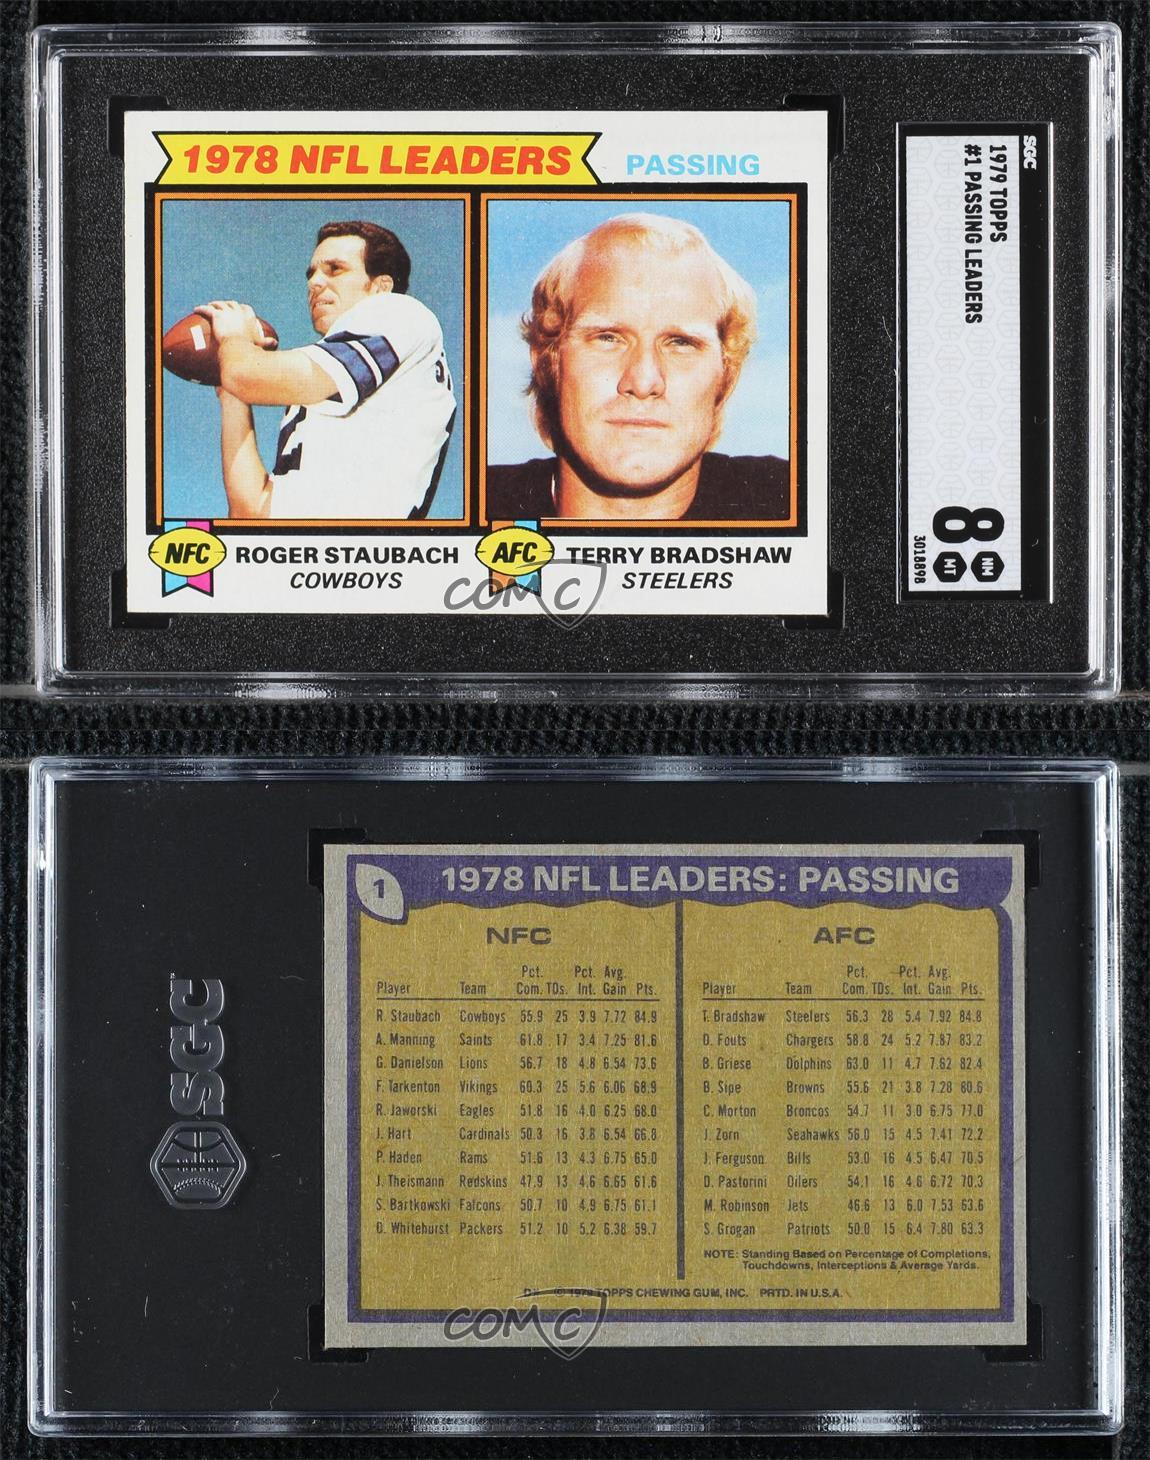 1978 NFL LEADERS PASSING
NFC ROGER STAUBACH
COWBOYS
AFC TERRY BRADSHAW
STEELERS
COMC
SGC
1979 TOPPS
#1 PASSING LEADERS
8 NM MT
3018898
SGC
1 1978 NFL LEADERS: PASSING
NFC
Player Team Pct. Com. TDs. Pct. Int. Avg. Gain Pts.
R. Staubach Cowboys 55.9 25 3.9 7.72 84.9
A. Manning Saints 61.8 17 3.4 7.25 81.6
G. Danielson Lions 56.7 18 4.8 6.54 73.6
F. Tarkenton Vikings 60.3 25 5.6 6.06 68.9
R. Jaworski Eagles 51.8 16 4.0 6.25 68.0
J. Hart Cardinals 50.3 16 3.8 6.54 66.8
P. Haden Rams 51.6 13 4.3 6.75 65.0
J. Theismann Redskins 47.9 13 4.6 6.65 61.6
S. Bartkowski Falcons 50.7 10 4.9 6.75 61.1
D. Whitehurst Packers 51.2 10 5.2 6.38 59.7
AFC
Player Team Pct. Com. TDs. Pct. Int. Avg. Gain Pts.
T. Bradshaw Steelers 56.3 28 5.4 7.92 84.8
D. Fouts Chargers 58.8 24 5.2 7.87 83.2
B. Griese Dolphins 63.0 11 4.7 7.62 82.4
B. Sipe Browns 55.6 21 3.8 7.28 80.6
C. Morton Broncos 54.7 11 3.0 6.75 77.0
J. Zorn Seahawks 56.0 15 4.5 7.41 72.2
J. Ferguson Bills 53.0 16 4.5 6.47 70.5
D. Pastorini Oilers 54.1 16 4.6 6.72 70.3
M. Robinson Jets 46.6 13 6.0 7.53 63.6
S. Grogan Patriots 50.0 15 6.4 7.80 63.3
NOTE: Standing Based on Percentage of Completions,
Touchdowns, Interceptions & Average Yards.
© 1979 TOPPS CHEWING GUM, INC. PRTD. IN U.S.A.
COMC